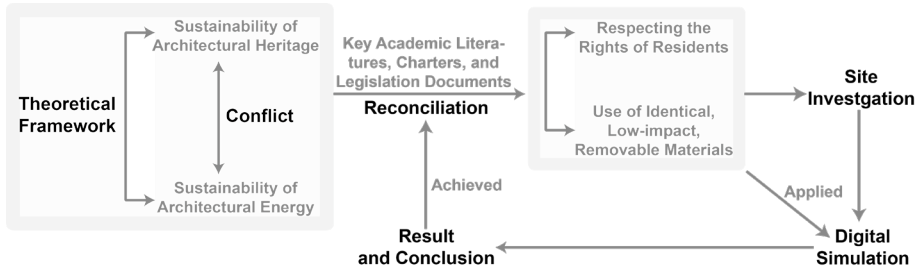 Sustainability of
Architectural Heritage
Theoretical
Framework
Conflict
Sustainability of
Architectural Energy
Key Academic Litera-
tures, Charters, and
Legislation Documents
Reconciliation
Respecting the
Rights of Residents
Use of Identical,
Low-impact,
Removable Materials
Site
Investgation
Applied
Achieved
Result
and Conclusion
Digital
Simulation